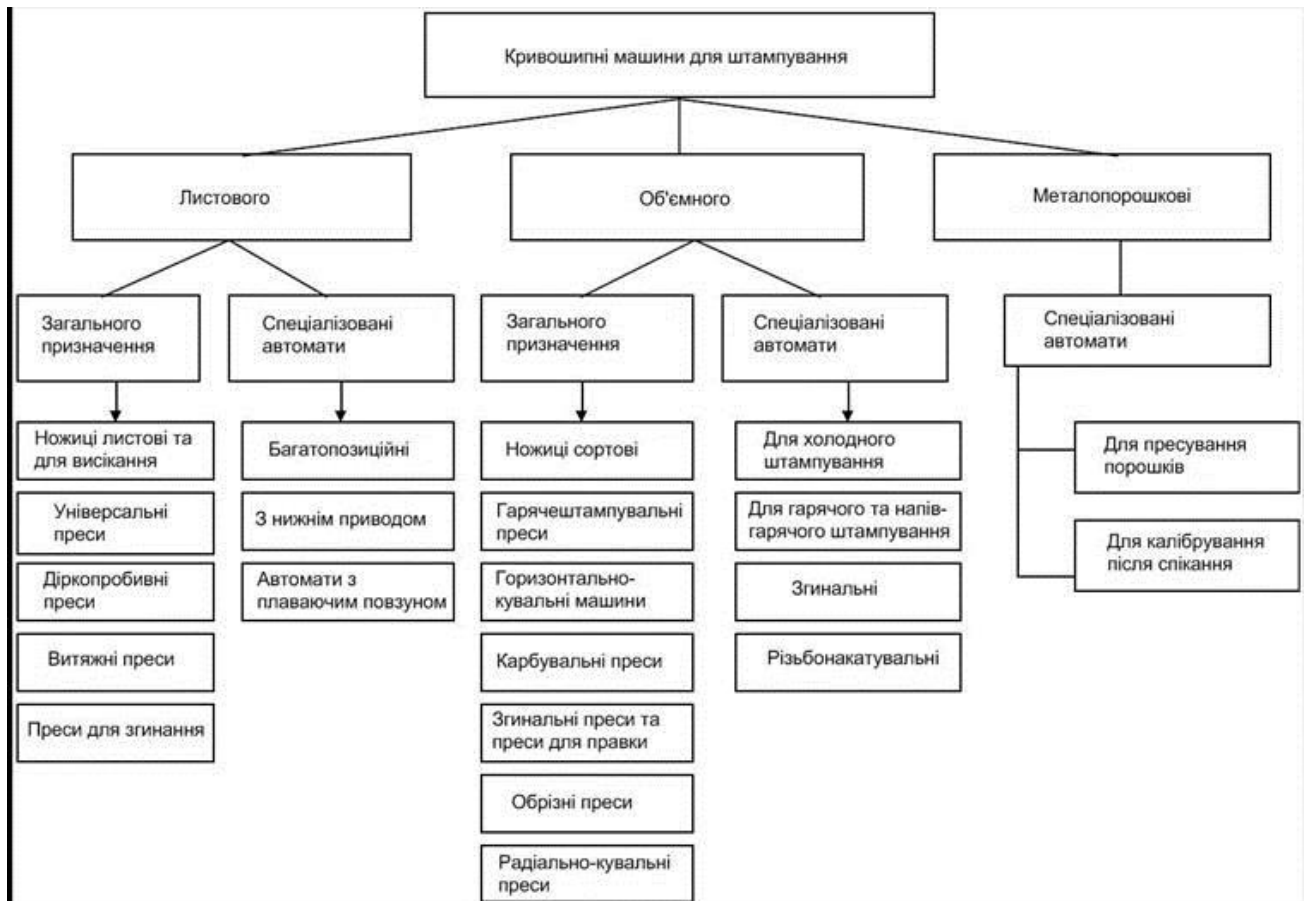 Кривошипні машини для штампування
Листового
Об'ємного
Металопорошкові
Загального
призначення
Спеціалізовані
автомати
Загального
призначення
Спеціалізовані
автомати
Спеціалізовані
автомати
Ножиці листові та
для висікання
Універсальні
преси
Діркопробивні
преси
Витяжні преси
Преси для згинання
Багатопозиційні
З нижнім приводом
Автомати з
плаваючим повзуном
Ножиці сортові
Гарячештампувальні
преси
Горизонтально-
кувальні машини
Карбувальні преси
Згинальні преси та
преси для правки
Обрізні преси
Радіально-кувальні
преси
Для холодного
штампування
Для гарячого та напів-
гарячого штампування
Згинальні
Різьбонакатувальні
Для пресування
порошків
Для калібрування
після спікання